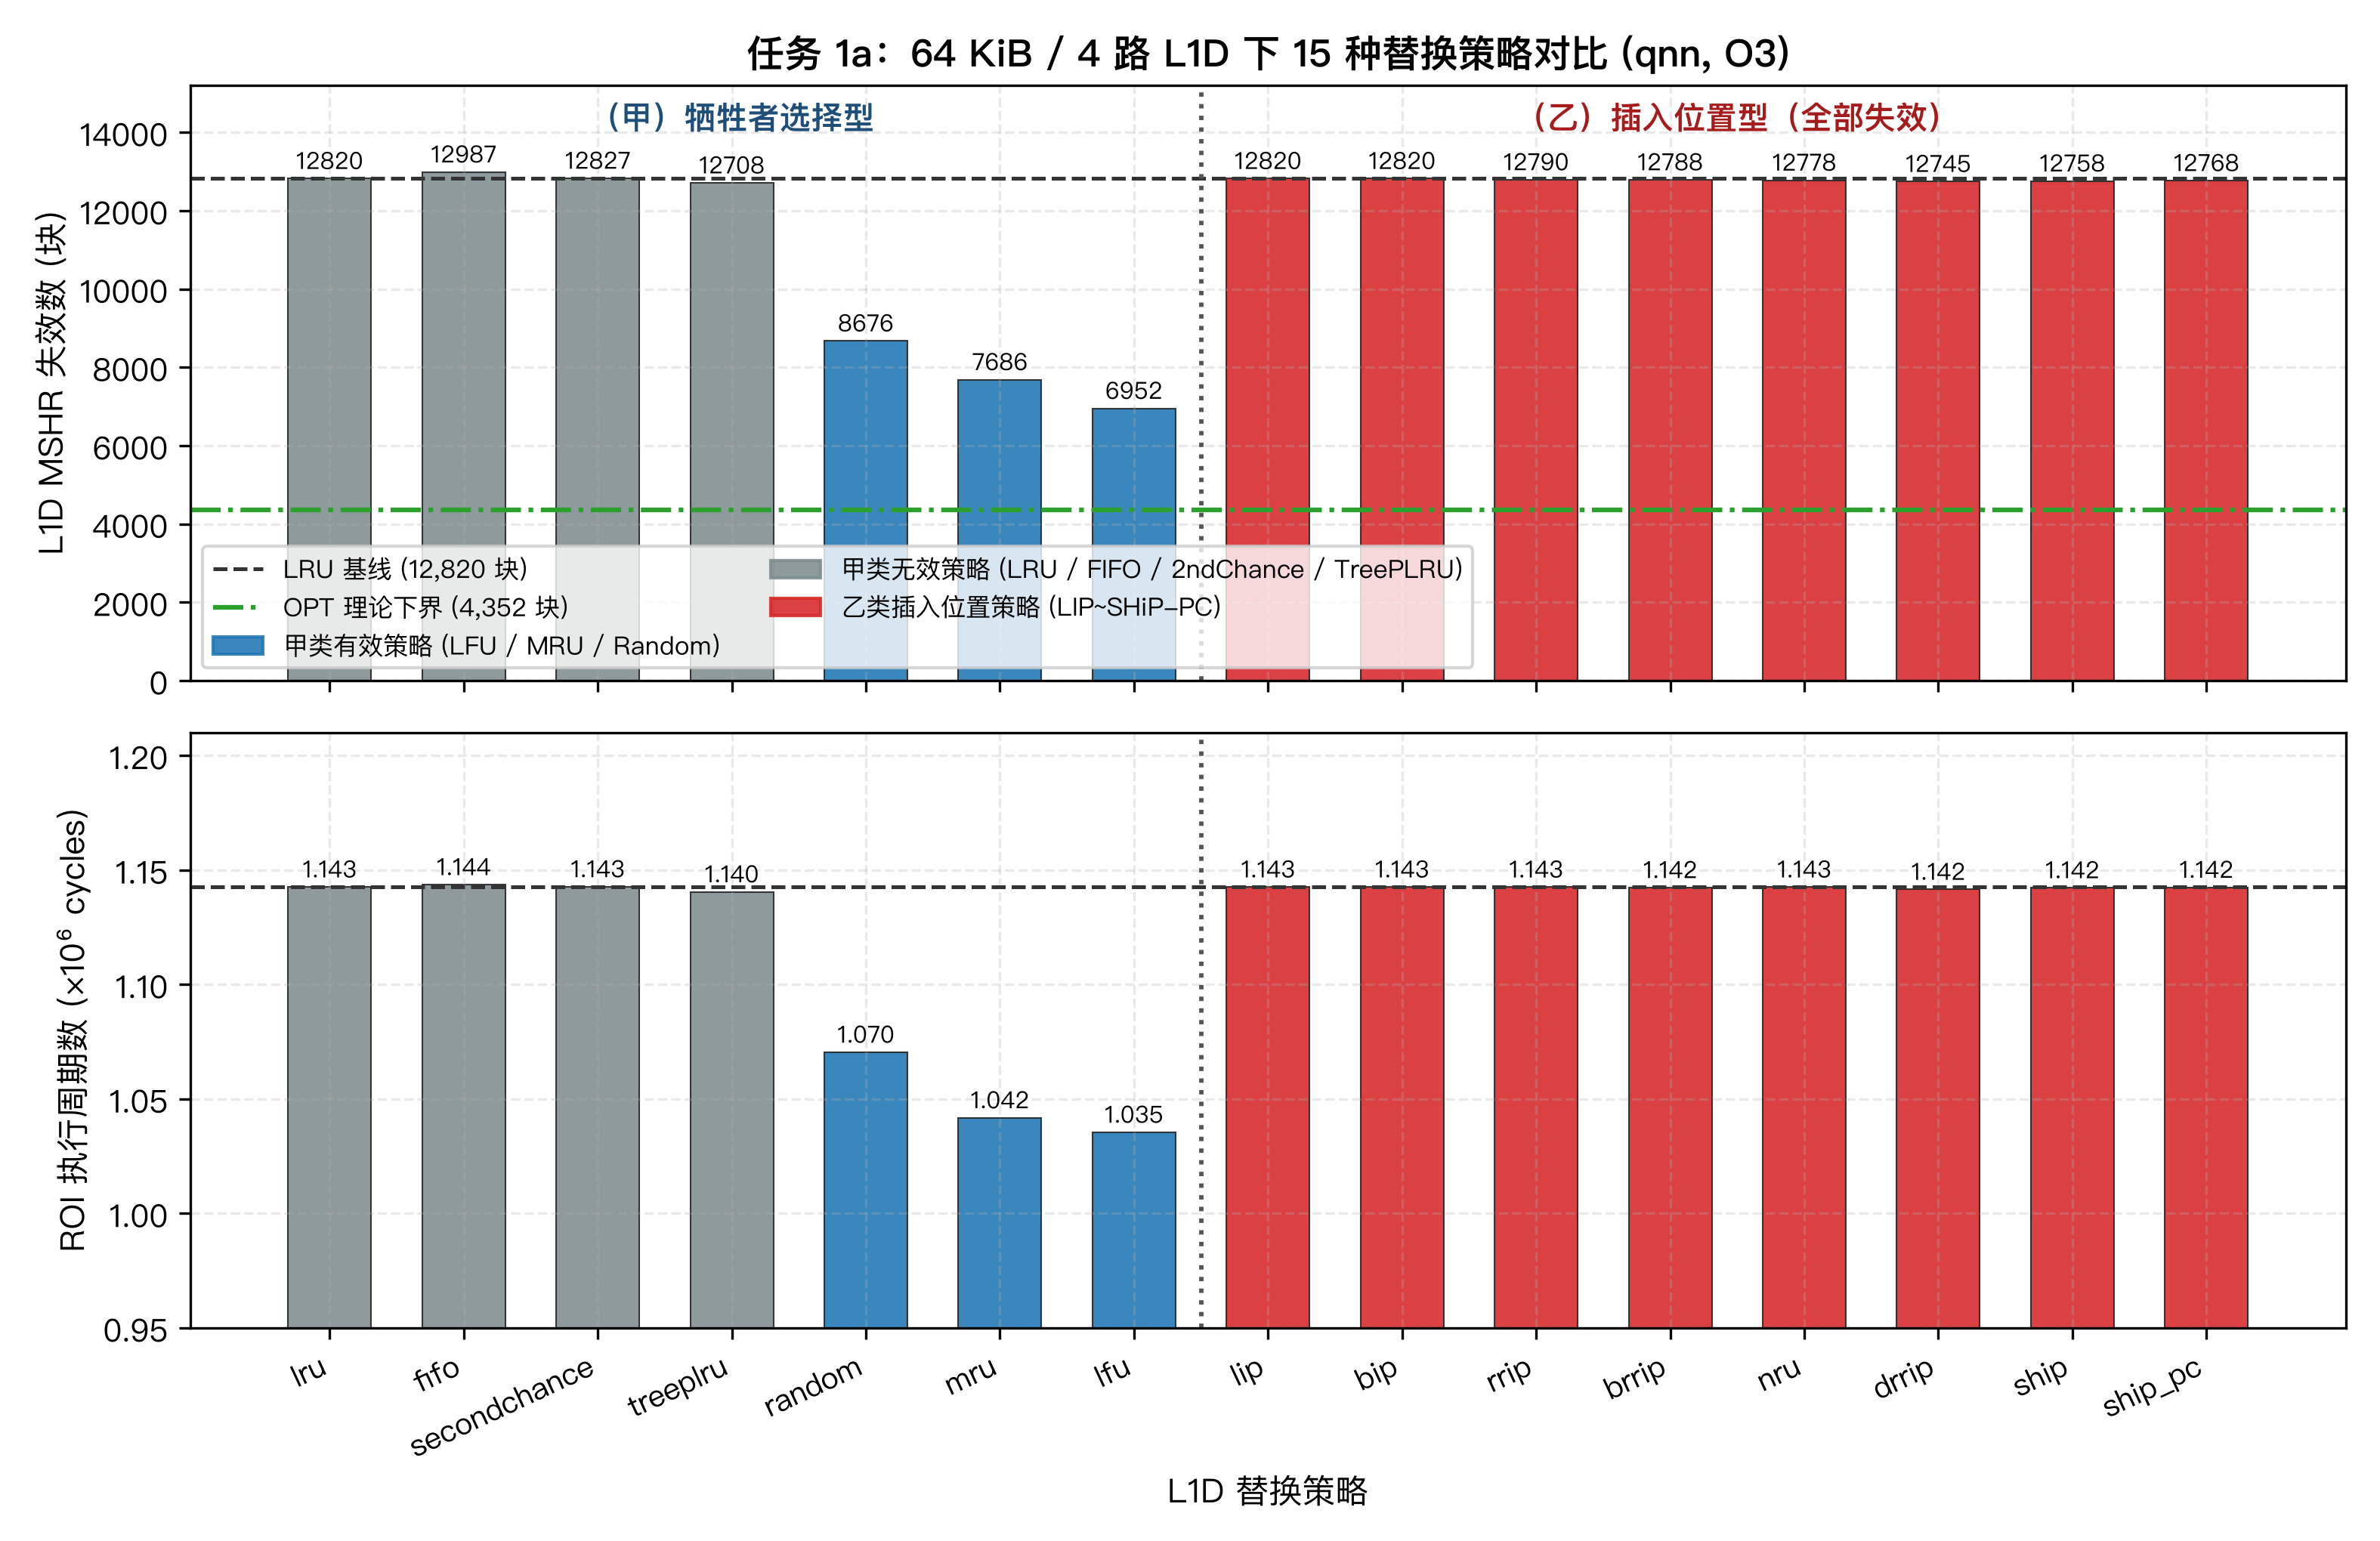 任务 1a：64 KiB / 4 路 L1D 下 15 种替换策略对比 (qnn, O3)
（甲）牺牲者选择型
（乙）插入位置型（全部失效）
L1D MSHR 失效数 (块)
14000
12000
10000
8000
6000
4000
2000
0
12820
12987
12827
12708
8676
7686
6952
12820
12820
12790
12788
12778
12745
12758
12768
LRU 基线 (12,820 块)
OPT 理论下界 (4,352 块)
甲类有效策略 (LFU / MRU / Random)
甲类无效策略 (LRU / FIFO / 2ndChance / TreePLRU)
乙类插入位置策略 (LIP~SHiP-PC)
ROI 执行周期数 (×10⁶ cycles)
1.20
1.15
1.10
1.05
1.00
0.95
1.143
1.144
1.143
1.140
1.070
1.042
1.035
1.143
1.143
1.143
1.142
1.143
1.142
1.142
1.142
lru
fifo
secondchance
treeplru
random
mru
lfu
lip
bip
rrip
brrip
nru
drrip
ship
ship_pc
L1D 替换策略